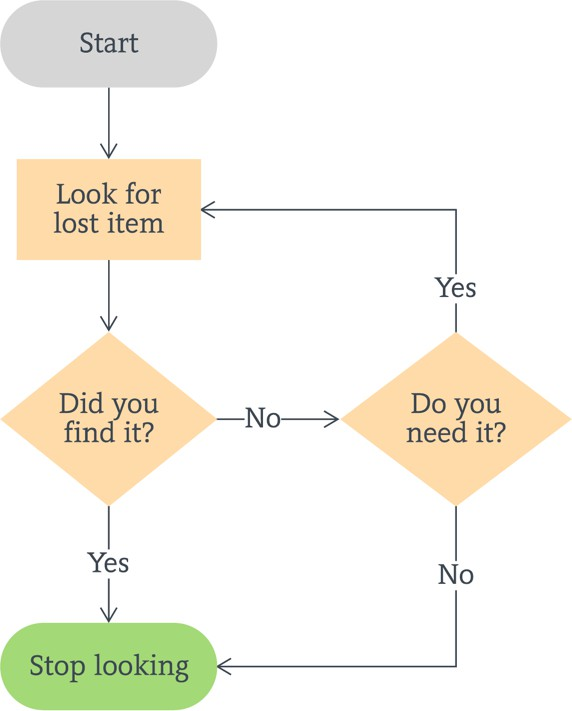 Start
Look for
lost item
Yes
Did you
find it?
No
Do you
need it?
Yes
No
Stop looking